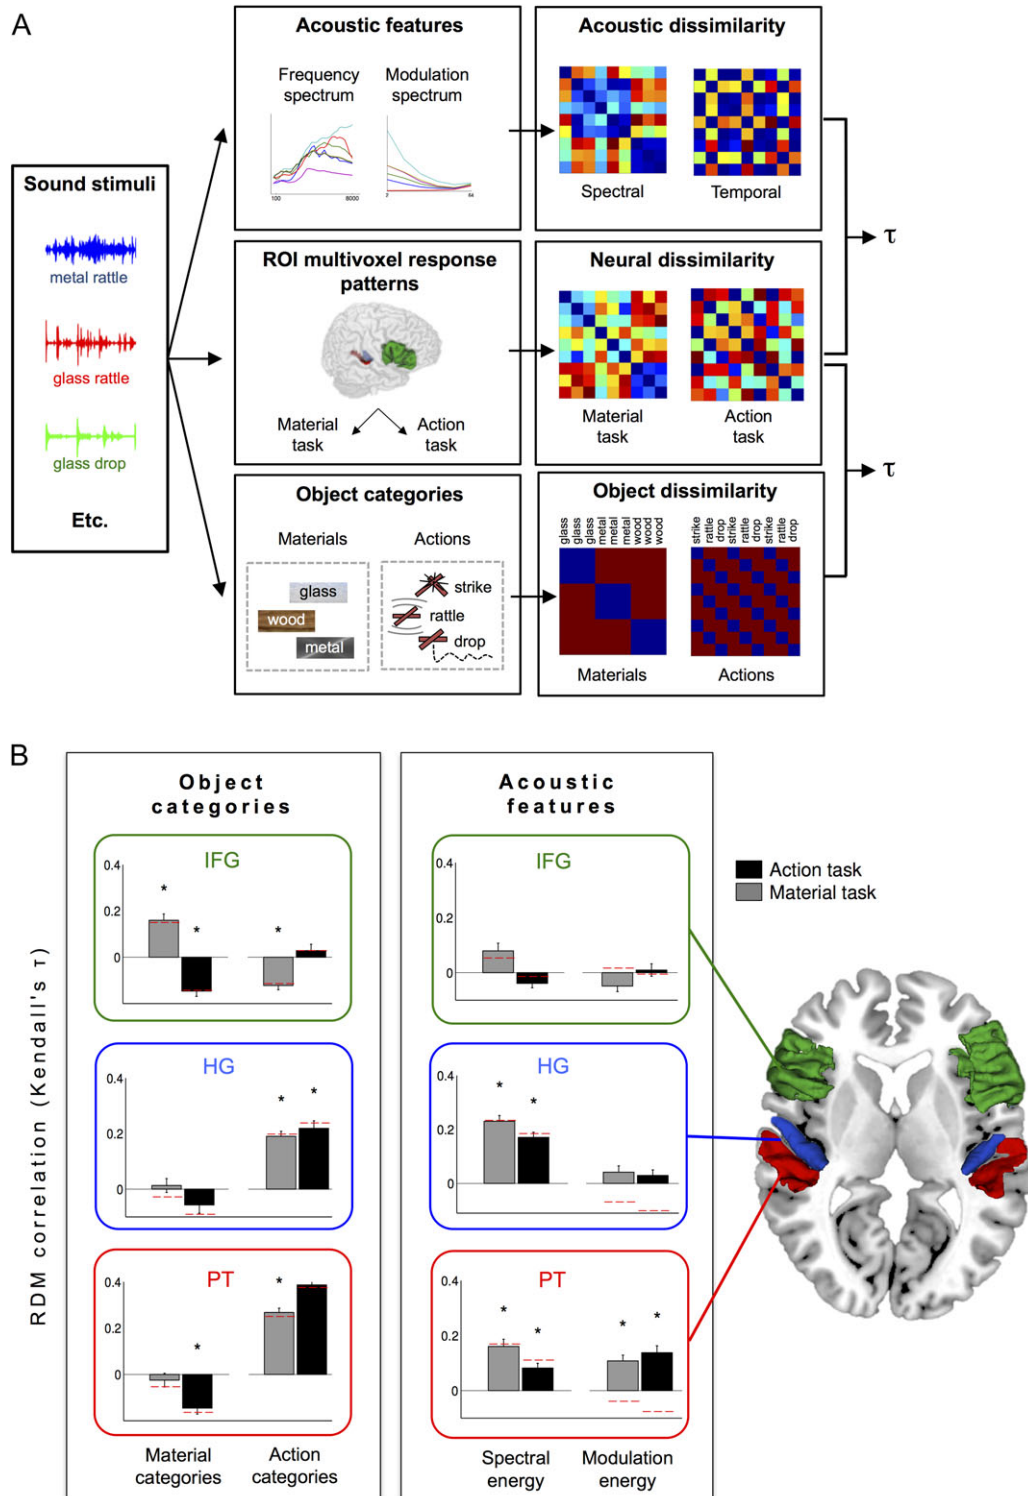 A
Sound stimuli
metal rattle
glass rattle
glass drop
Etc.
Acoustic features
Frequency
spectrum
Modulation
spectrum
100
8000
2
64
Acoustic dissimilarity
Spectral
Temporal
τ
ROI multivoxel response
patterns
Material
task
Action
task
Neural dissimilarity
Material
task
Action
task
τ
Object categories
Materials
Actions
glass
wood
metal
strike
rattle
drop
Object dissimilarity
glass
glass
glass
metal
metal
metal
wood
wood
wood
strike
rattle
drop
strike
rattle
drop
strike
rattle
drop
Materials
Actions
B
RDM correlation (Kendall's τ)
Object
categories
IFG
0.4
0.2
0
*
*
*
HG
0.4
0.2
0
*
*
PT
0.4
0.2
0
*
*
Material
categories
Action
categories
Acoustic
features
IFG
0.4
0.2
0
HG
0.4
0.2
0
*
*
PT
0.4
0.2
0
*
*
*
*
Spectral
energy
Modulation
energy
Action task
Material task